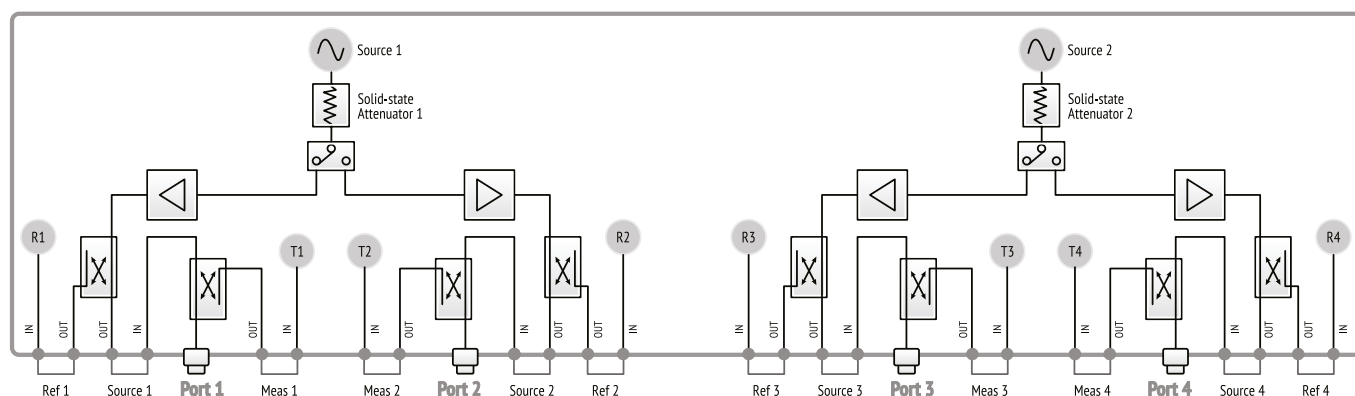 Source 1
Source 2
Solid-state
Attenuator 1
Solid-state
Attenuator 2
R1
T1
T2
R2
R3
T3
T4
R4
IN
OUT
OUT
IN
OUT
IN
IN
OUT
IN
OUT
OUT
IN
IN
OUT
OUT
IN
OUT
IN
IN
OUT
IN
OUT
OUT
IN
Ref 1
Source 1
Port 1
Meas 1
Meas 2
Port 2
Source 2
Ref 2
Ref 3
Source 3
Port 3
Meas 3
Meas 4
Port 4
Source 4
Ref 4